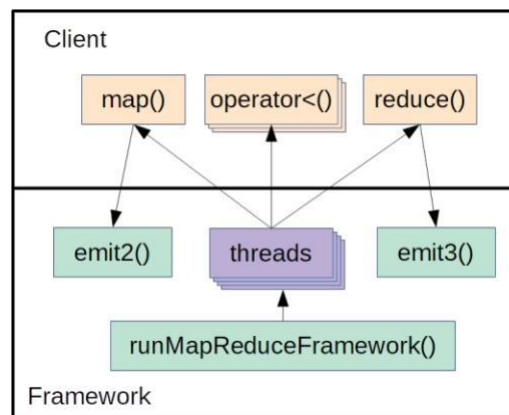 Client
map()
operator<()
reduce()
emit2()
threads
emit3()
runMapReduceFramework()
Framework